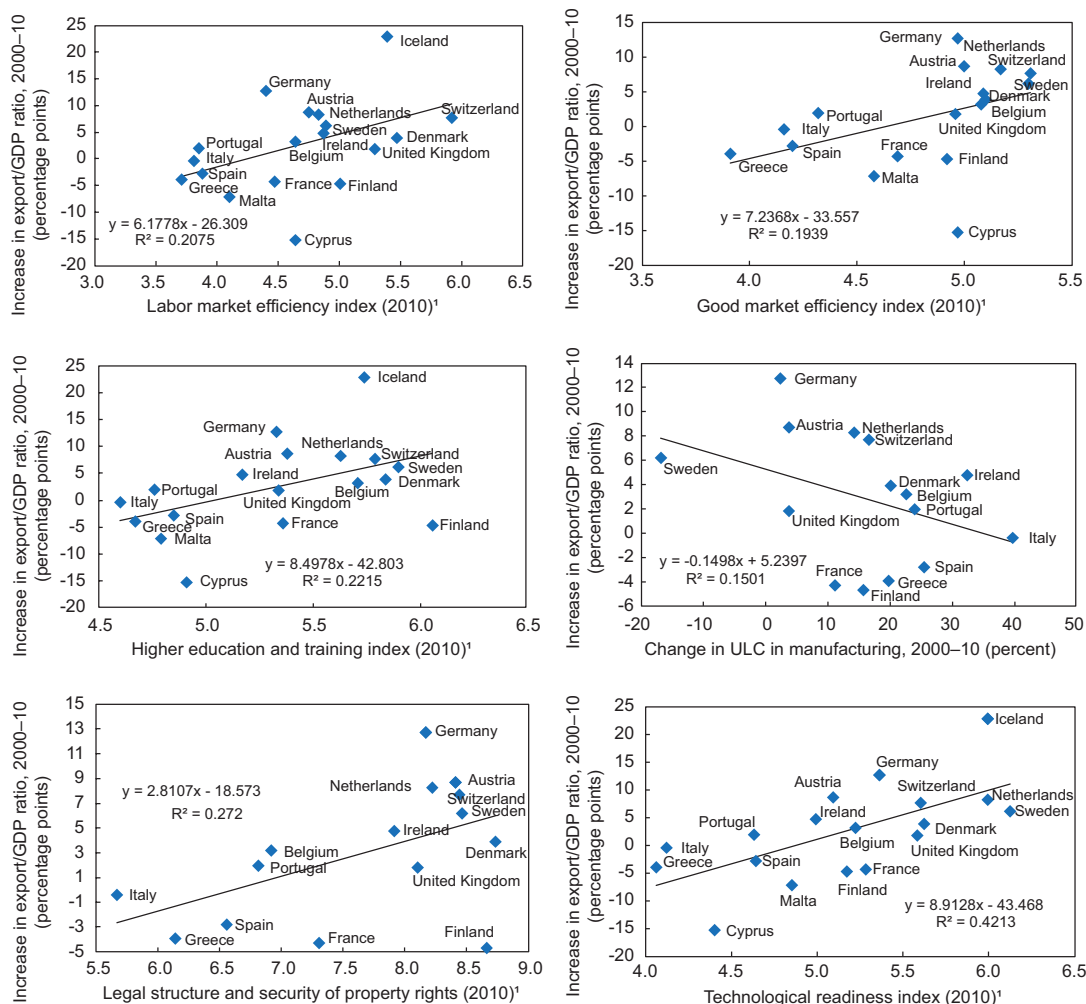 Increase in export/GDP ratio, 2000–10
(percentage points)
25
20
15
10
5
0
-5
-10
-15
-20
Iceland
Germany
Austria
Netherlands
Switzerland
Sweden
Denmark
Portugal
Ireland
Italy
Belgium
United Kingdom
Spain
Greece
France
Finland
Malta
y = 6.1778x - 26.309
R² = 0.2075
Cyprus
3.0 3.5 4.0 4.5 5.0 5.5 6.0 6.5
Labor market efficiency index (2010)¹
Increase in export/GDP ratio, 2000–10
(percentage points)
15
10
5
0
-5
-10
-15
-20
Germany
Netherlands
Austria
Switzerland
Ireland
Sweden
Denmark
Portugal
Belgium
Italy
United Kingdom
Spain
France
Greece
Finland
Malta
y = 7.2368x - 33.557
R² = 0.1939
Cyprus
3.5 4.0 4.5 5.0 5.5
Good market efficiency index (2010)¹
Increase in export/GDP ratio, 2000–10
(percentage points)
25
20
15
10
5
0
-5
-10
-15
-20
Iceland
Germany
Netherlands
Austria
Switzerland
Ireland
Sweden
Portugal
Denmark
Belgium
Italy
United Kingdom
Spain
Greece
France
Finland
Malta
y = 8.4978x - 42.803
R² = 0.2215
Cyprus
4.5 5.0 5.5 6.0 6.5
Higher education and training index (2010)¹
Increase in export/GDP ratio, 2000–10
(percentage points)
14
12
10
8
6
4
2
0
-2
-4
-6
Germany
Austria
Netherlands
Switzerland
Sweden
Ireland
Denmark
Belgium
Portugal
United Kingdom
Italy
y = -0.1498x + 5.2397
R² = 0.1501
Spain
France
Greece
Finland
-20 -10 0 10 20 30 40 50
Change in ULC in manufacturing, 2000–10 (percent)
Increase in export/GDP ratio, 2000–10
(percentage points)
15
13
11
9
7
5
3
1
-1
-3
-5
Germany
Netherlands
Austria
y = 2.8107x - 18.573
Switzerland
R² = 0.272
Sweden
Ireland
Belgium
Denmark
Portugal
United Kingdom
Italy
Spain
Greece
France
Finland
5.5 6.0 6.5 7.0 7.5 8.0 8.5 9.0
Legal structure and security of property rights (2010)¹
Increase in export/GDP ratio, 2000–10
(percentage points)
25
20
15
10
5
0
-5
-10
-15
-20
Iceland
Germany
Austria
Switzerland
Netherlands
Ireland
Sweden
Portugal
Denmark
Italy
Belgium
United Kingdom
Greece
Spain
France
Finland
Malta
y = 8.9128x - 43.468
R² = 0.4213
Cyprus
4.0 4.5 5.0 5.5 6.0 6.5
Technological readiness index (2010)¹